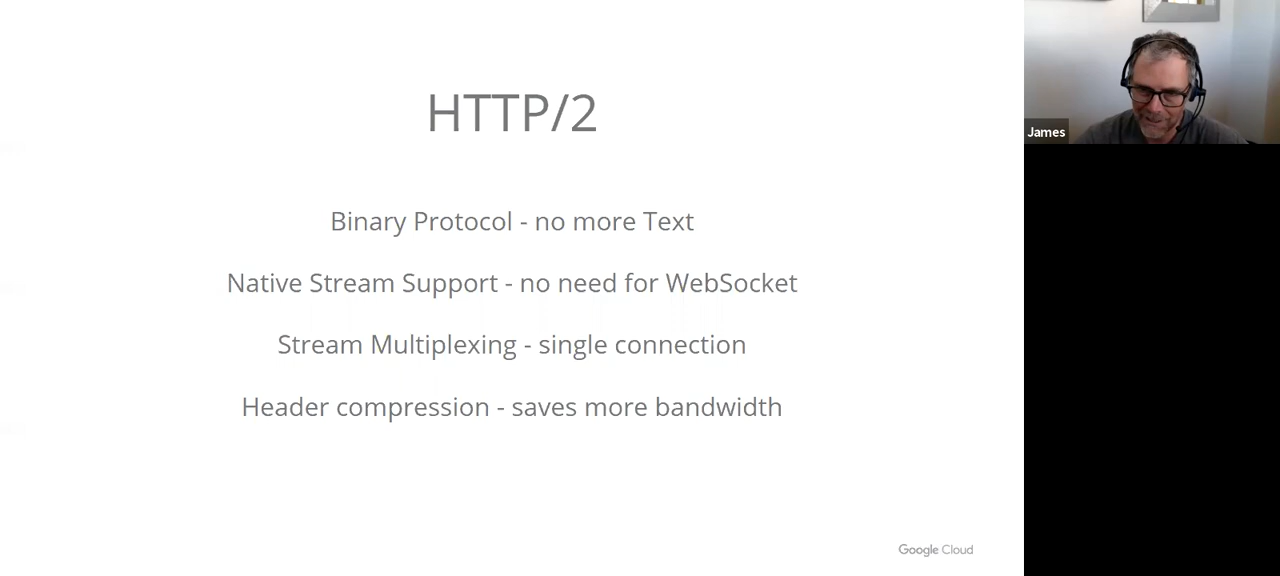 HTTP/2
Binary Protocol - no more Text
Native Stream Support - no need for WebSocket
Stream Multiplexing - single connection
Header compression - saves more bandwidth
Google Cloud
James